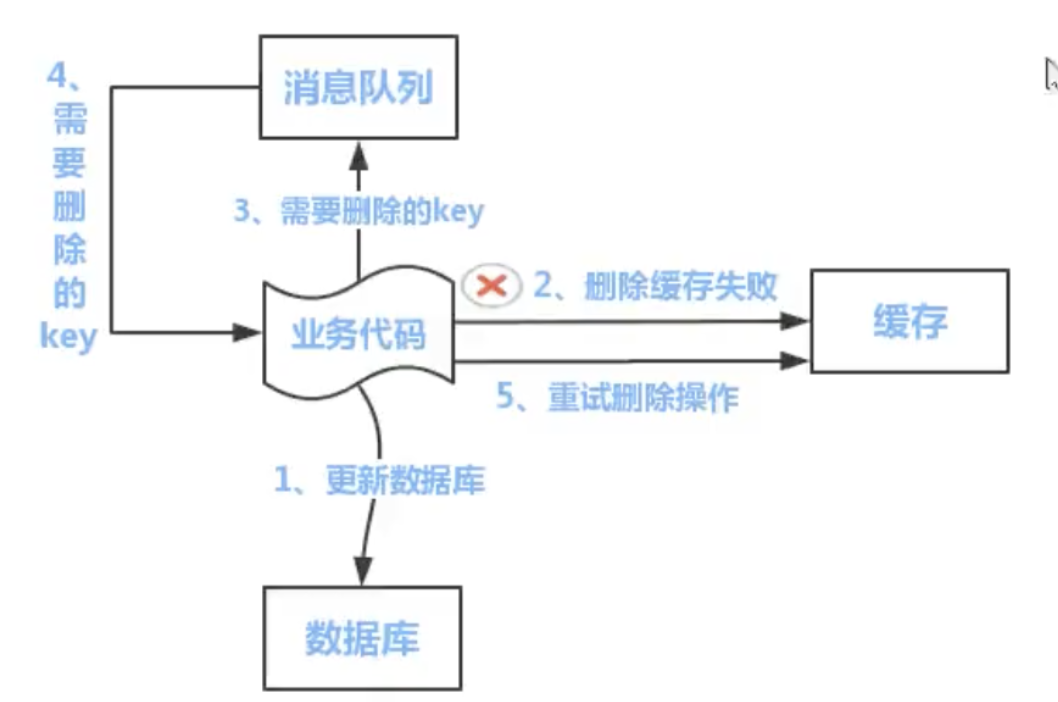 消息队列
4、需要删除的key
3、需要删除的key
2、删除缓存失败
业务代码
缓存
5、重试删除操作
1、更新数据库
数据库